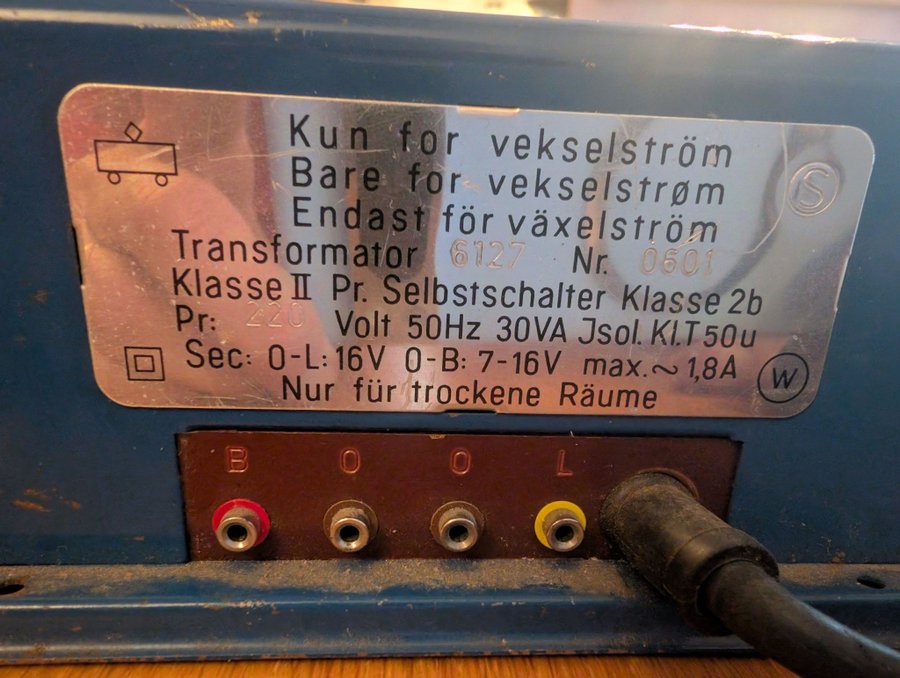 Kun for vekselström
Bare for vekselstrøm
Endast för växelström
Transformator 6127 Nr. 0601
Klasse II Pr. Selbstschalter Klasse 2b
Pr: 220 Volt 50Hz 30VA Jsol. Kl. T50u
Sec: 0-L: 16V 0-B: 7-16V max. ~ 1,8A
Nur für trockene Räume
S
W
B 0 0 L